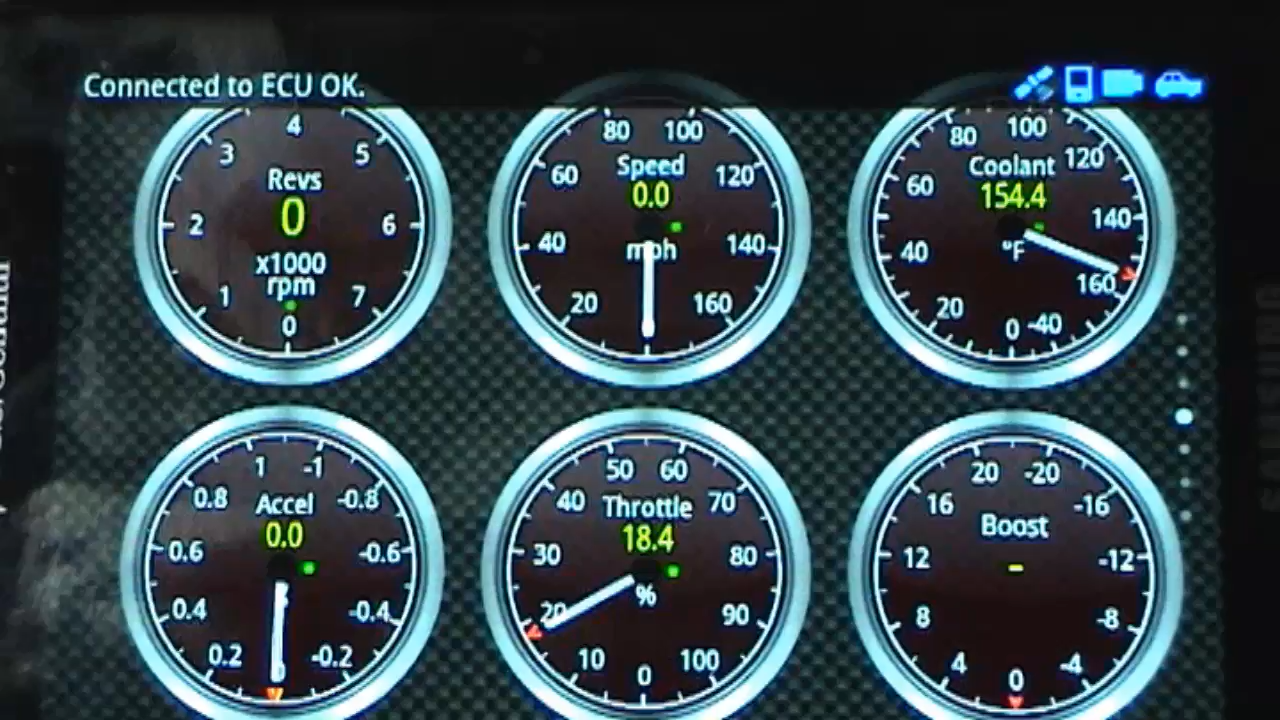 Connected to ECU OK.
4
3 5
Revs
2 0 6
x1000
rpm
1 7
0
80 100
Speed
60 0.0 120
40 mph 140
20 160
80 100
Coolant 120
60 154.4
140
40 °F
160
20 0 -40
1 -1
0.8 Accel -0.8
0.0
0.6 -0.6
0.4 -0.4
0.2 0 -0.2
50 60
40 Throttle 70
18.4
30 80
%
20 90
10 0 100
20 -20
16 -16
Boost
12 - -12
8 -8
4 0 -4
SAMSUNG